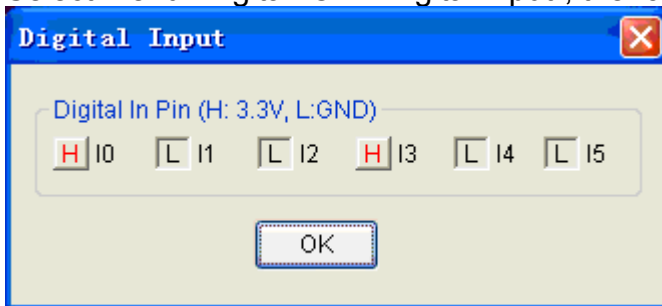 Digital Input
Digital In Pin (H: 3.3V, L:GND)
H I0 L I1 L I2 H I3 L I4 L I5
OK